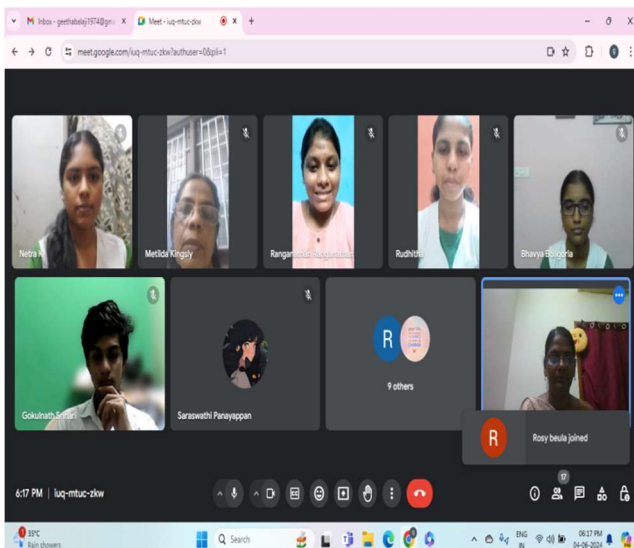 Inbox - geethabalaj1974@gm
Meet - iuq-mtuc-zkw
meet.google.com/iuq-mtuc-zkw?authuser=0&pli=1
Netra K
Metilda Kingsly
Rudhitha
Bhavya
Gokulnath
Saraswathi Panayappan
R
9 others
R
Rosy beula joined
17
6:17 PM | iuq-mtuc-zkw
35°C
Rain showers
Search
ENG
IN
06:17 PM
04-06-2024